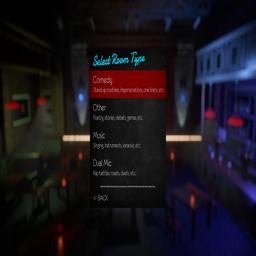 Select Room Type
Comedy
Stand up routines, impersonations, one liners, etc.
Other
Poetry, stories, debate, games, etc.
Music
Singing, instruments, karaoke, etc.
Dual Mic
Rap battles, roasts, duets, etc.
< BACK